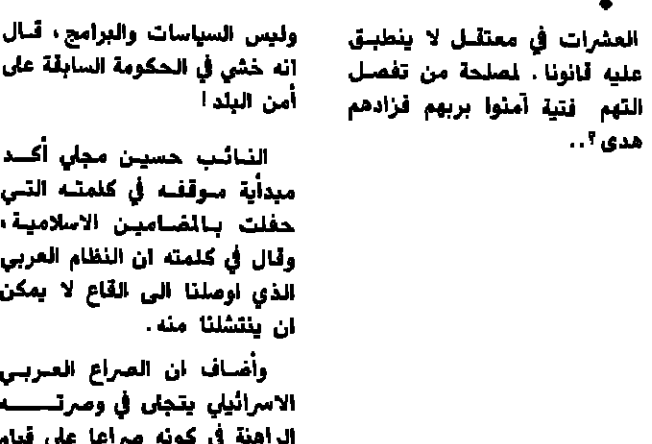 العشرات في معتقل لا ينطبق
عليه قانونا. لمصلحة من تفصل
التهم فتية آمنوا بربهم فزادهم
هدى؟..
وليس السياسات والبرامج، قال
انه خشي في الحكومة السابقة على
أمن البلد!
النائب حسين مجلي أكد
مبدأية موقفه في كلمته التي
حفلت بالمضامين الاسلامية،
وقال في كلمته ان النظام العربي
الذي اوصلنا الى القاع لا يمكن
ان ينتشلنا منه.
وأضاف ان الصراع العربي
الاسرائيلي يتجلى في وصرته
الراهنة في كونه صراعا على قيام